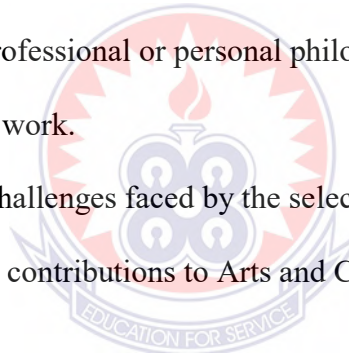 rofessional or personal philo
work.
hallenges faced by the selec
contributions to Arts and C
EDUCATION FOR SERVICE